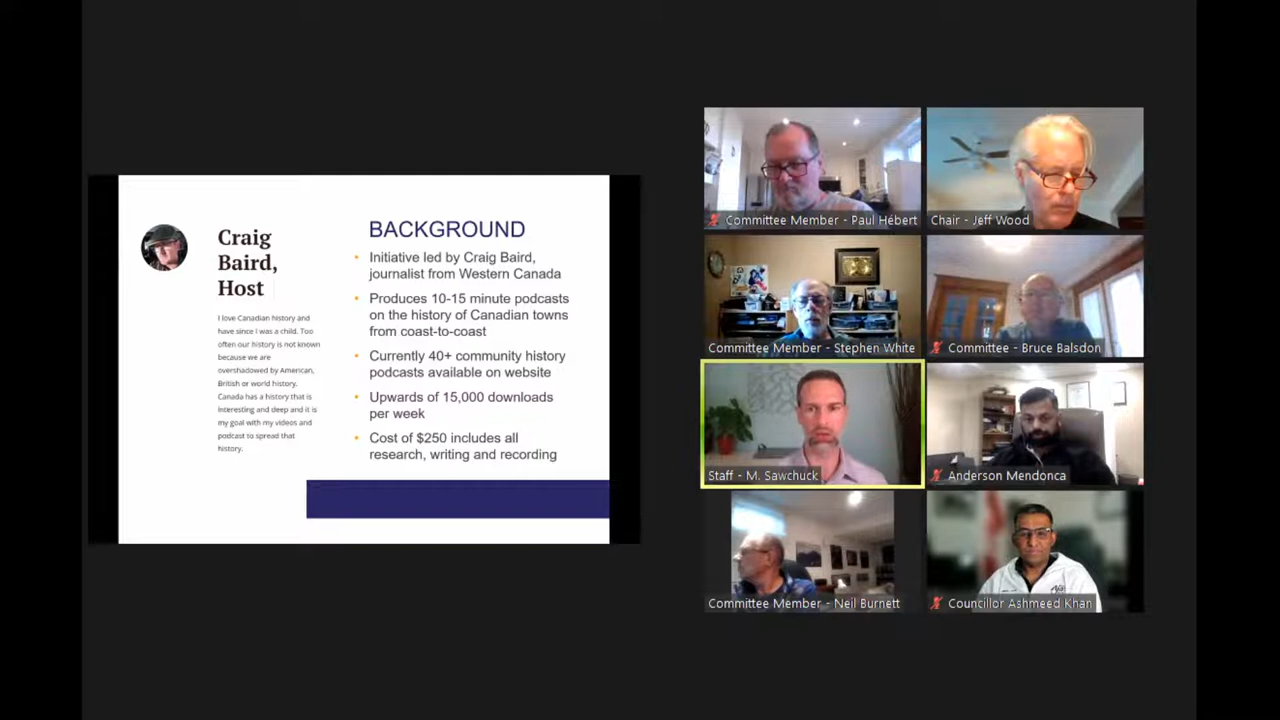 Craig
Baird,
Host
I love Canadian history and
have since I was a child. Too
often our history is not known
because we are
overshadowed by American,
British or world history.
Canada has a history that is
interesting and deep and it is
my goal with my videos and
podcast to spread that
history.
BACKGROUND
• Initiative led by Craig Baird,
journalist from Western Canada
• Produces 10-15 minute podcasts
on the history of Canadian towns
from coast-to-coast
• Currently 40+ community history
podcasts available on website
• Upwards of 15,000 downloads
per week
• Cost of $250 includes all
research, writing and recording
Committee Member - Paul Hébert
Chair - Jeff Wood
Committee Member - Stephen White
Committee - Bruce Balsdon
Staff - M. Sawchuck
Anderson Mendonca
Committee Member - Neil Burnett
Councillor Ashmeed Khan